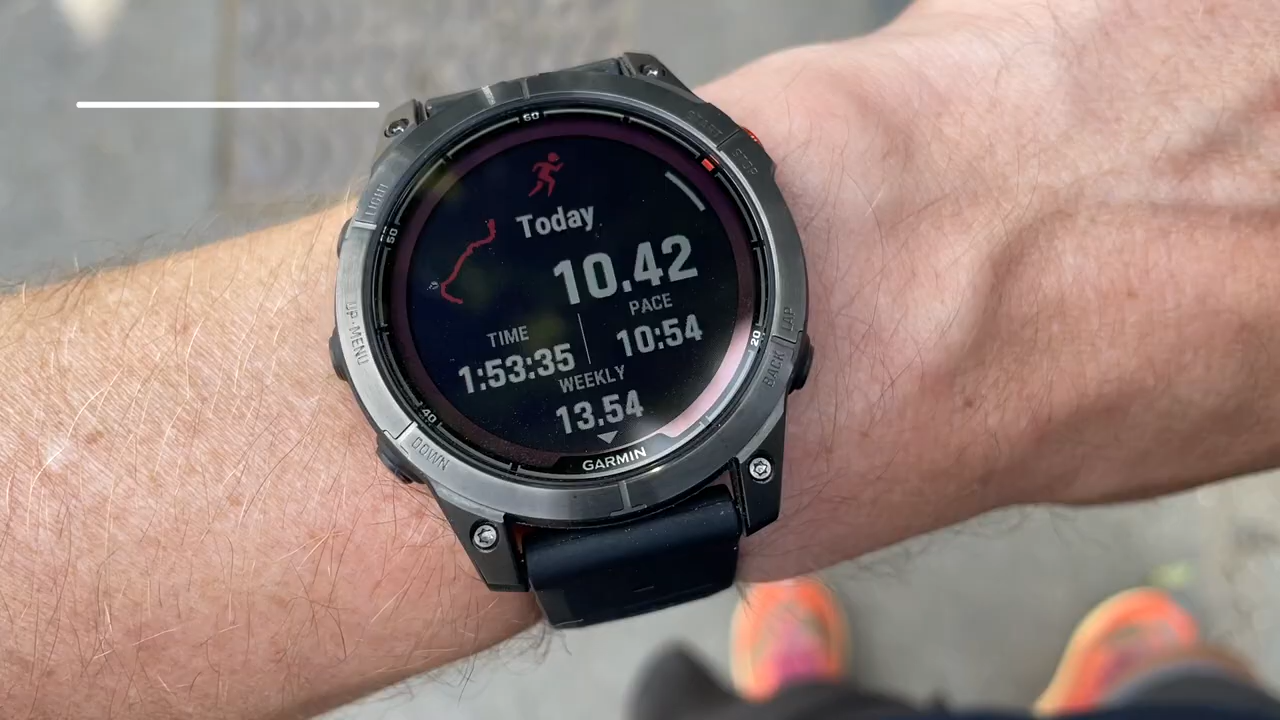 60
START
STOP
LIGHT
50
Today
10.42
PACE
10:54
TIME
1:53:35
UP·MENU
20
LAP
BACK
WEEKLY
13.54
40
DOWN
GARMIN